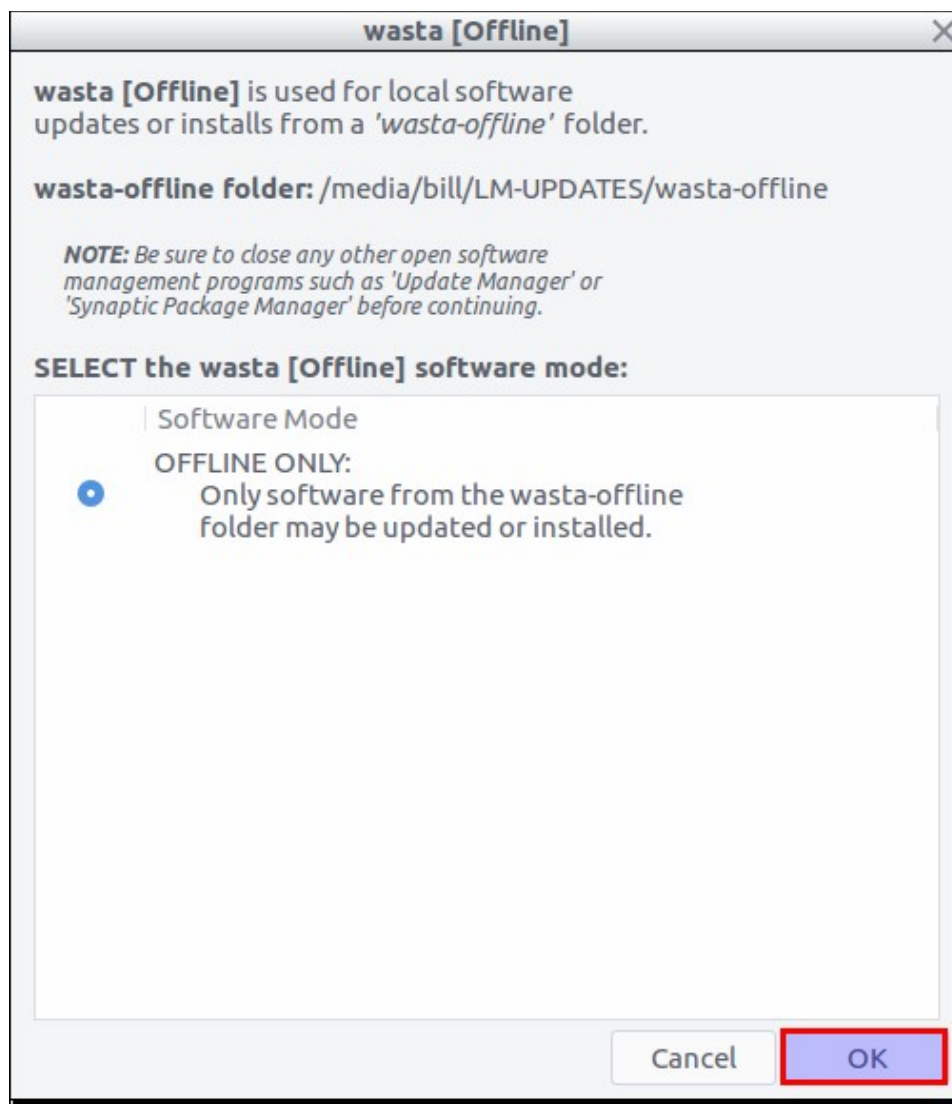 wasta [Offline]
wasta [Offline] is used for local software
updates or installs from a 'wasta-offline' folder.
wasta-offline folder: /media/bill/LM-UPDATES/wasta-offline
NOTE: Be sure to close any other open software
management programs such as 'Update Manager' or
'Synaptic Package Manager' before continuing.
SELECT the wasta [Offline] software mode:
Software Mode
OFFLINE ONLY:
Only software from the wasta-offline
folder may be updated or installed.
Cancel OK